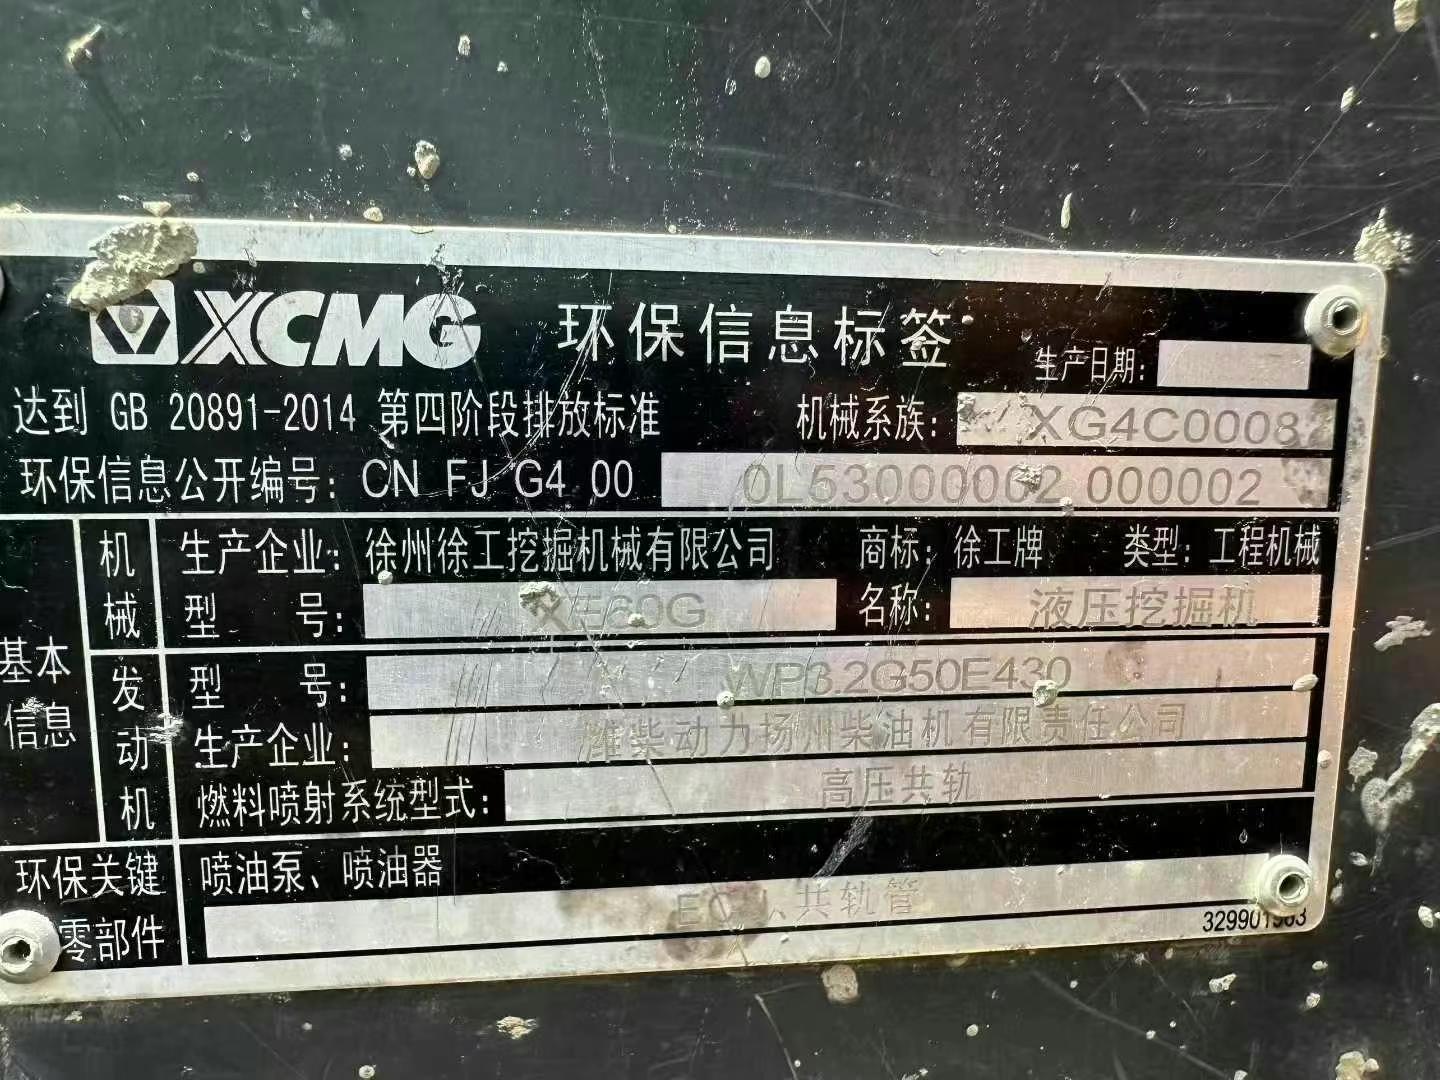 XCMG 环保信息标签
生产日期:
达到 GB 20891-2014 第四阶段排放标准 机械系族: XG4C0008
环保信息公开编号: CN FJ G4 00 0L53000002 000002
基本信息
机械
生产企业: 徐州徐工挖掘机械有限公司 商标: 徐工牌 类型: 工程机械
型 号: XE60G 名称: 液压挖掘机
发动机
型 号: WP3.2G50E430
生产企业: 潍柴动力扬州柴油机有限责任公司
燃料喷射系统型式: 高压共轨
环保关键零部件
喷油泵、喷油器
共轨管